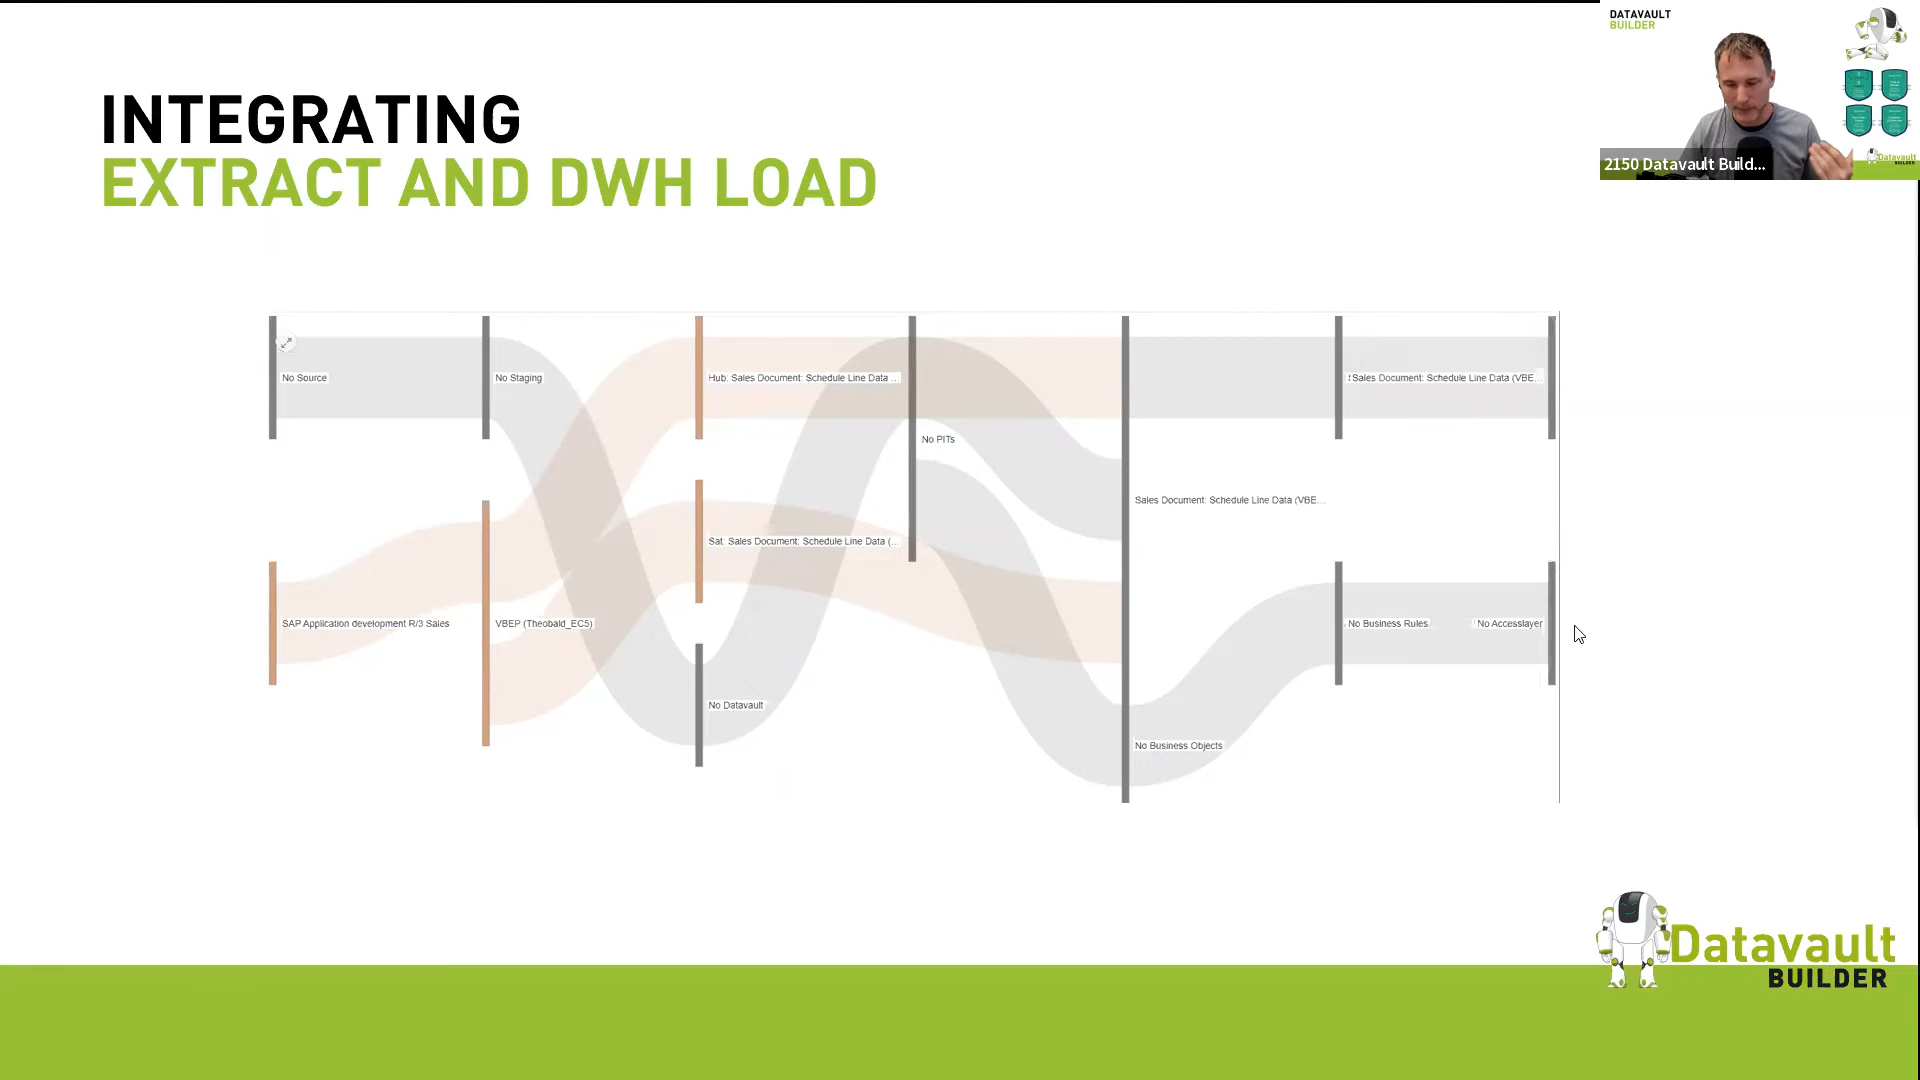 INTEGRATING
EXTRACT AND DWH LOAD
DATAVAULT
BUILDER
2150 Datavault Build...
No Source
No Staging
Hub: Sales Document: Schedule Line Data ...
Sales Document: Schedule Line Data (VBE...
No PITs
Sales Document: Schedule Line Data (VBE...
Sat: Sales Document: Schedule Line Data (...
SAP Application development R/3 Sales
VBEP (Theobald_EC5)
No Business Rules
No Accesslayer
No Datavault
No Business Objects
Datavault
BUILDER
Datavault
BUILDER